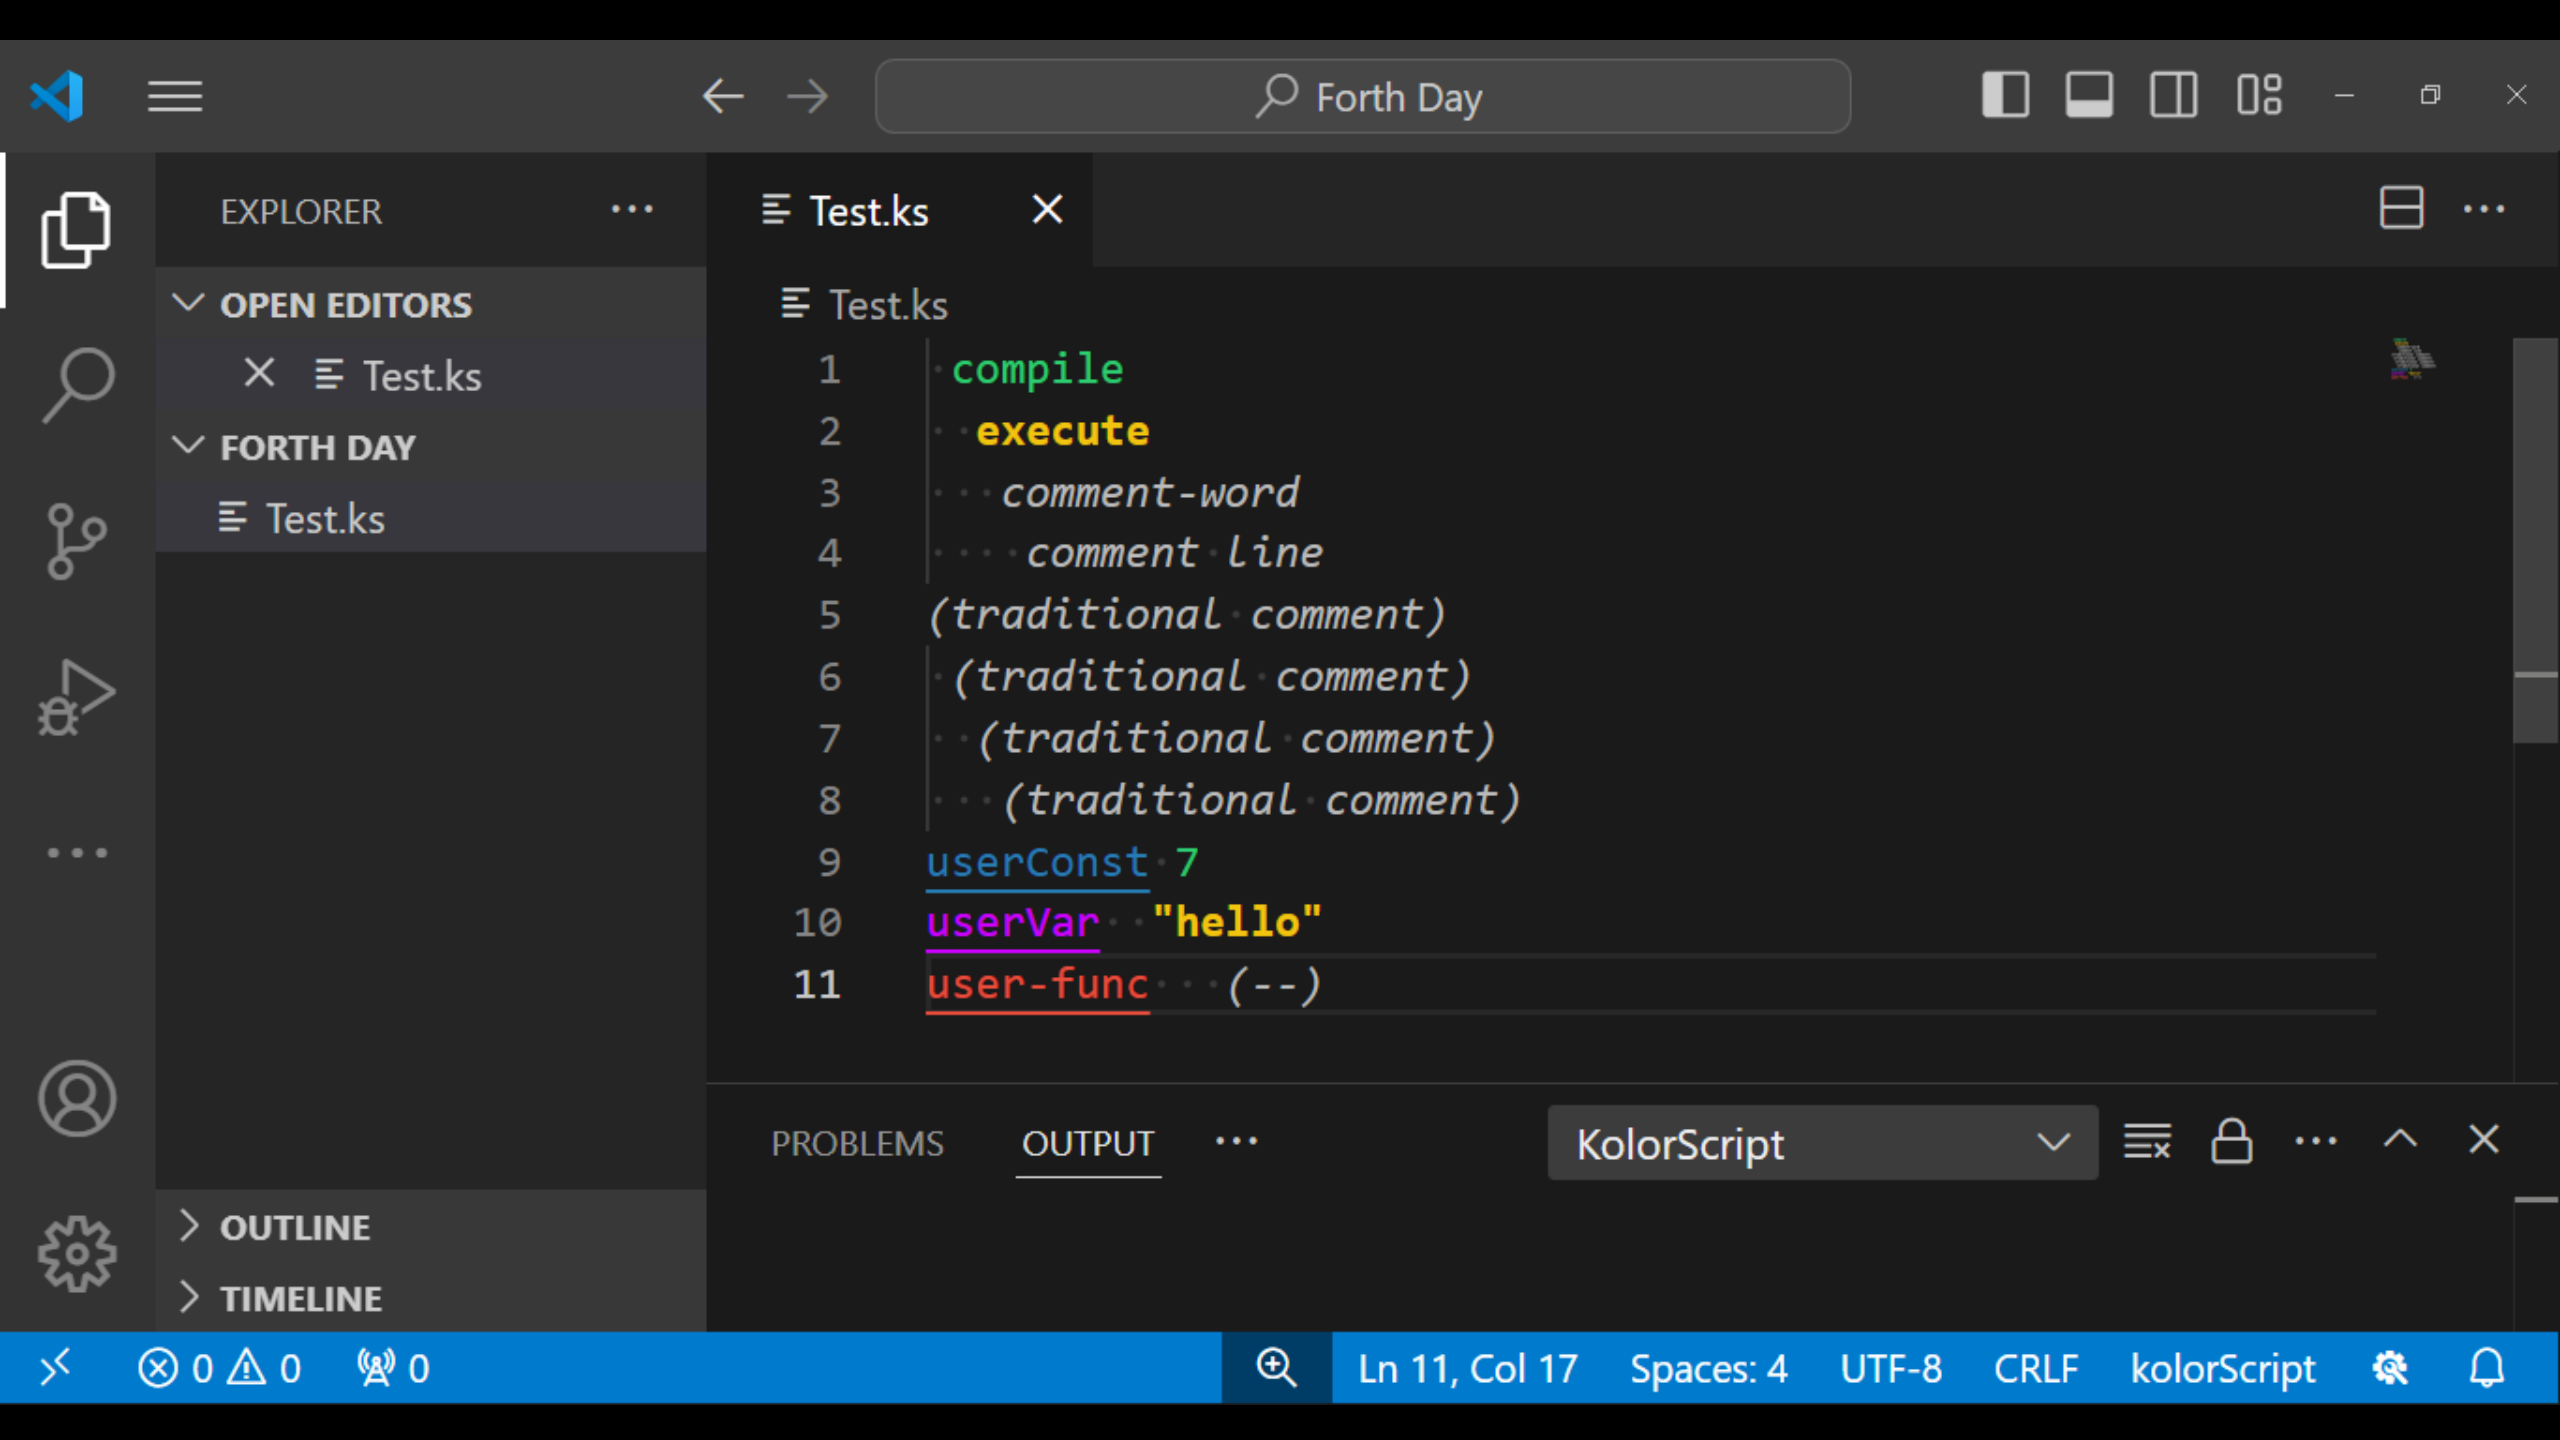 Forth Day
EXPLORER
OPEN EDITORS
Test.ks
FORTH DAY
Test.ks
OUTLINE
TIMELINE
Test.ks
Test.ks
1 compile
2 execute
3 comment-word
4 comment line
5 (traditional comment)
6 (traditional comment)
7 (traditional comment)
8 (traditional comment)
9 userConst 7
10 userVar "hello"
11 user-func (--)
PROBLEMS OUTPUT KolorScript
0 0 0 Ln 11, Col 17 Spaces: 4 UTF-8 CRLF kolorScript